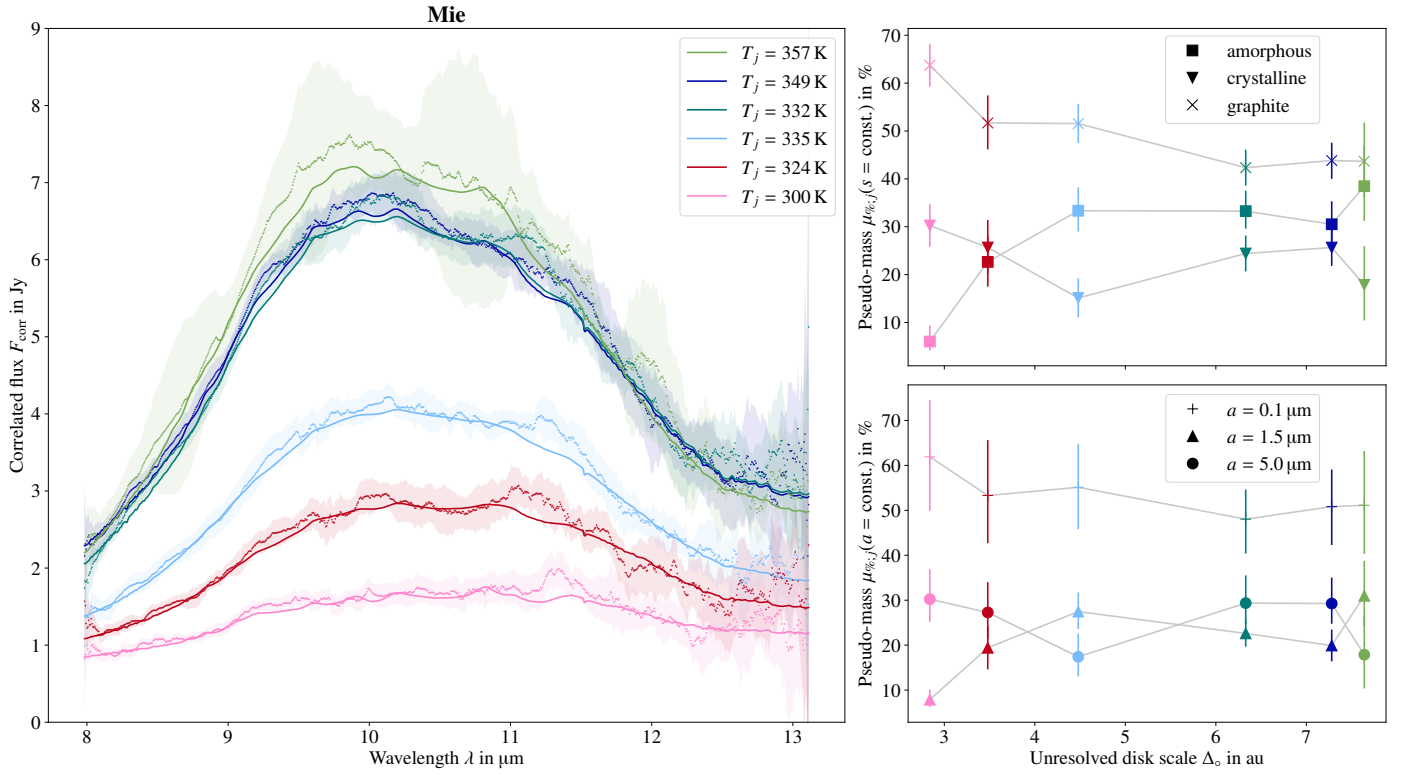 Mie
Correlated flux F_corr in Jy
9
8
7
6
5
4
3
2
1
0
T_j = 357 K
T_j = 349 K
T_j = 332 K
T_j = 335 K
T_j = 324 K
T_j = 300 K
8 9 10 11 12 13
Wavelength λ in μm
Pseudo-mass μ_%;j(s = const.) in %
70
60
50
40
30
20
10
amorphous
crystalline
graphite
Pseudo-mass μ_%;j(a = const.) in %
70
60
50
40
30
20
10
a = 0.1 μm
a = 1.5 μm
a = 5.0 μm
3 4 5 6 7
Unresolved disk scale Δ_∘ in au